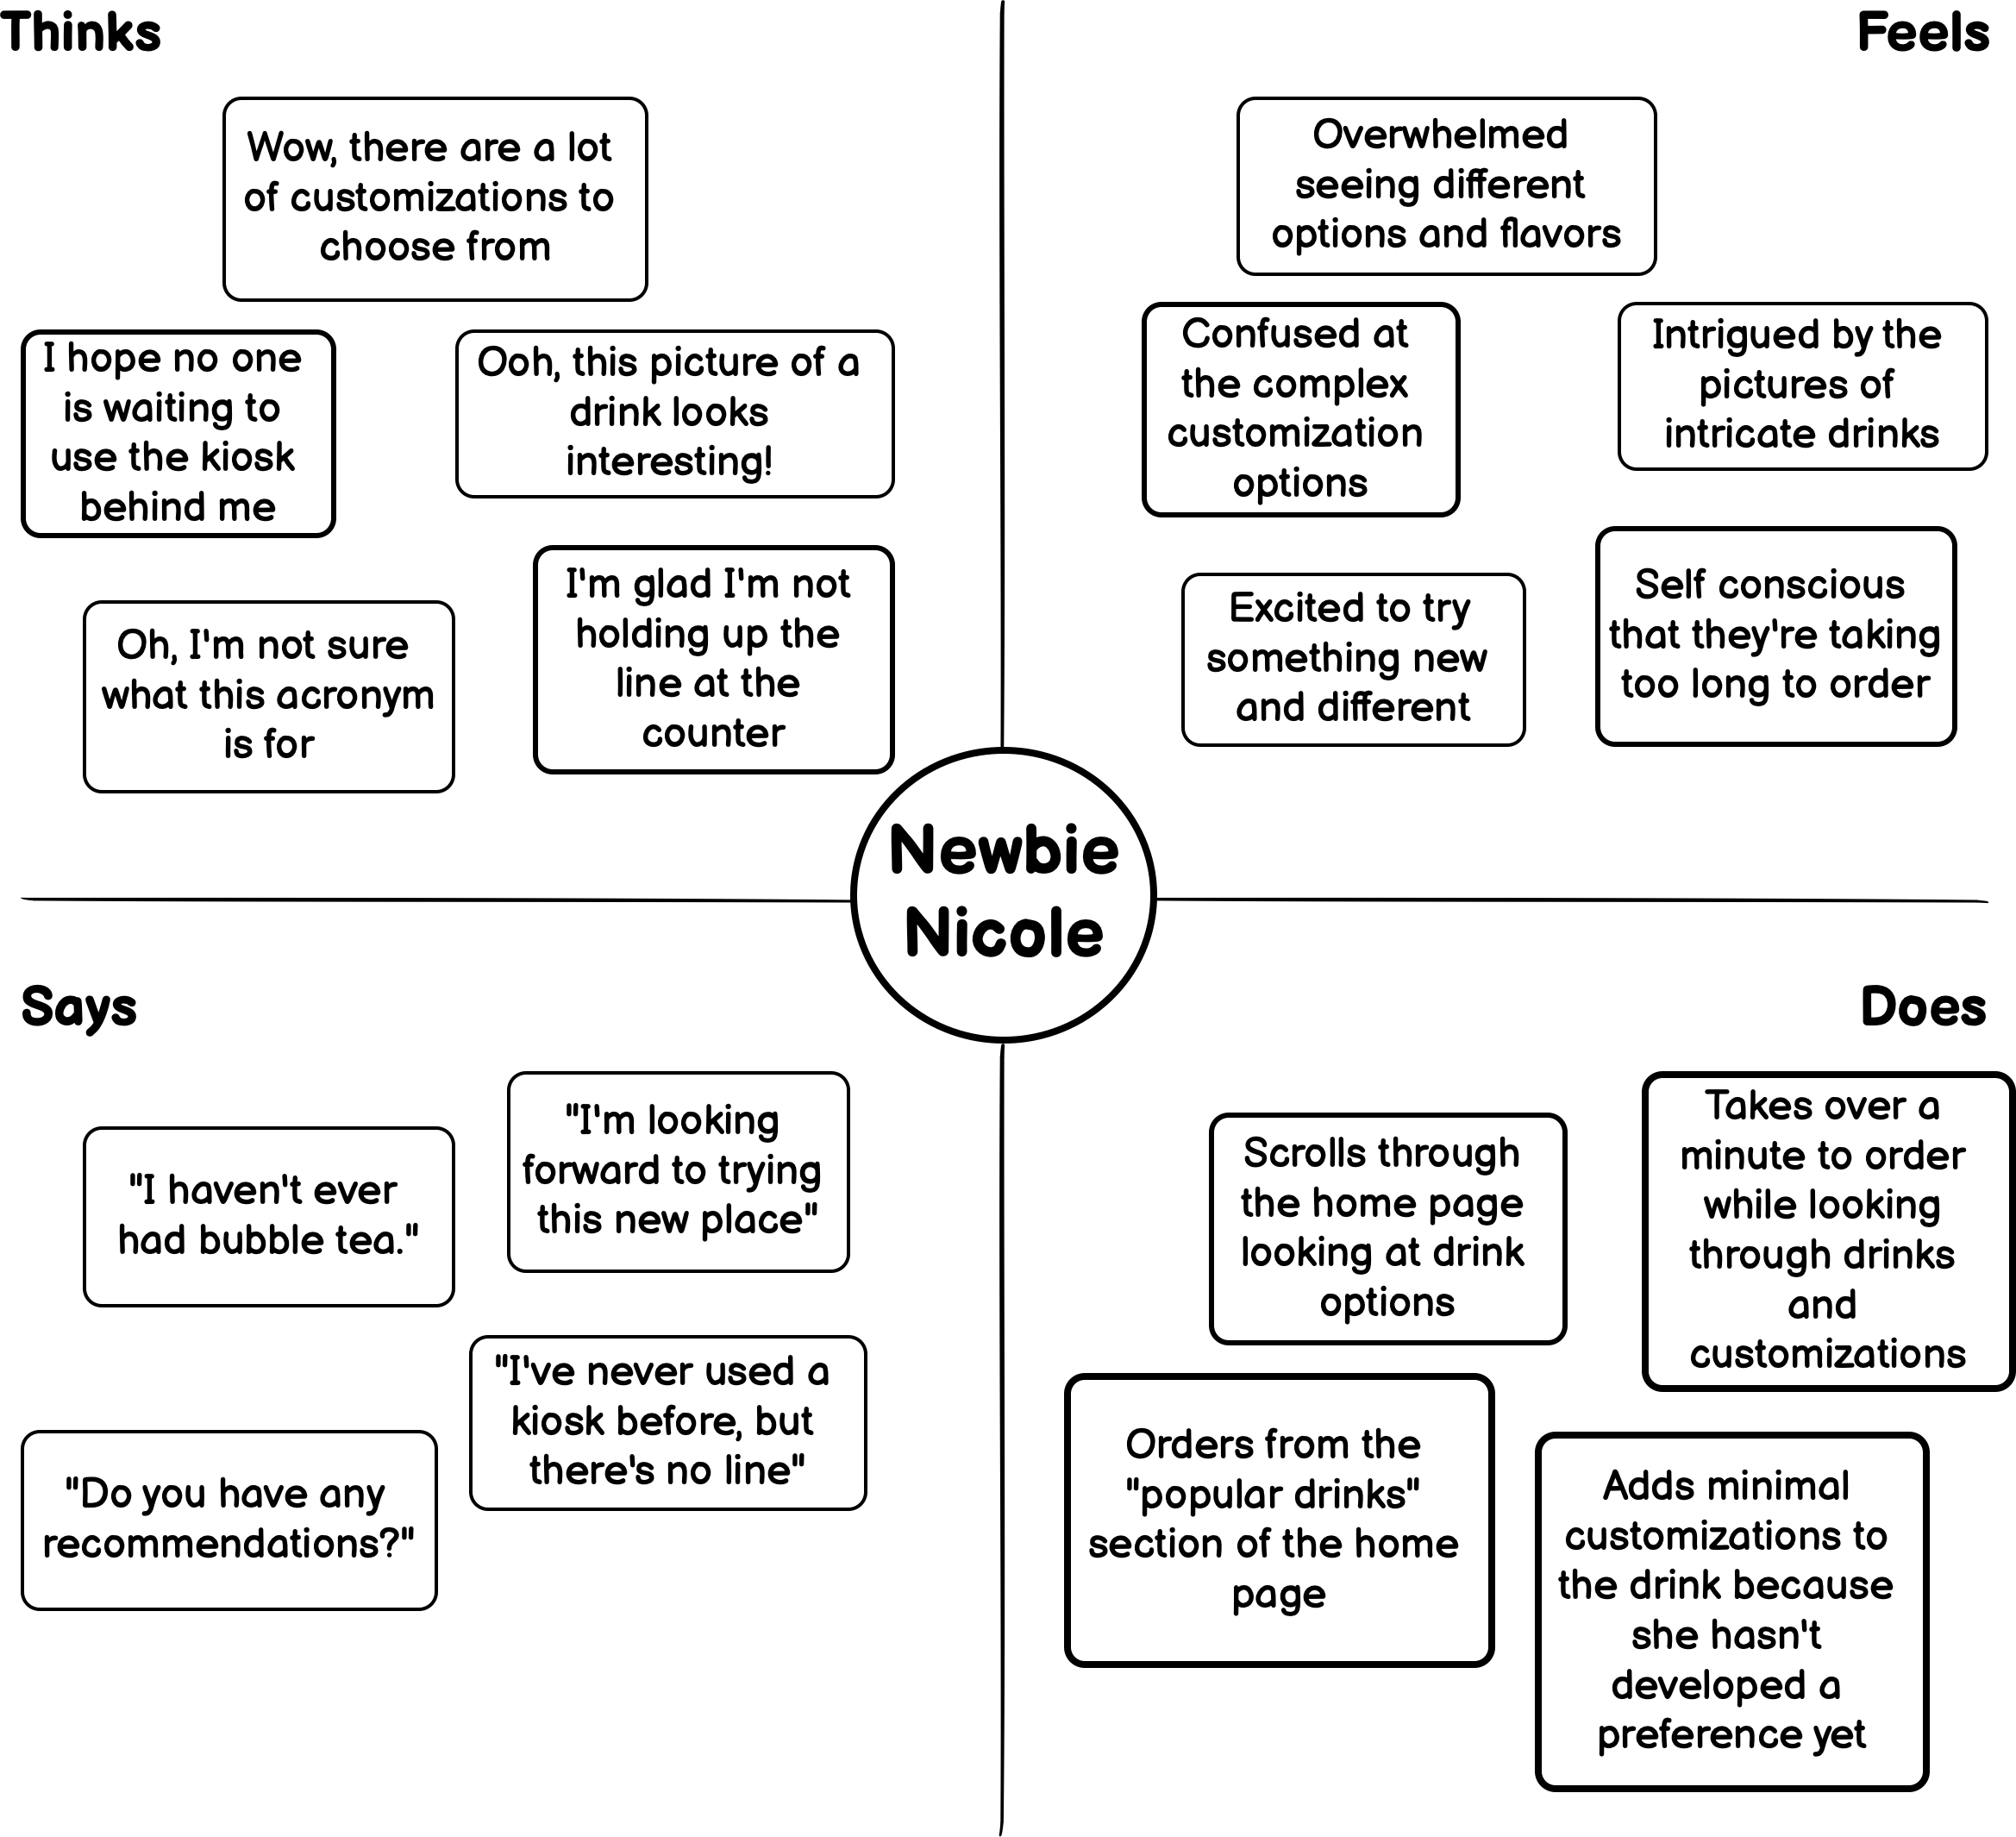 Thinks
Wow, there are a lot
of customizations to
choose from
I hope no one
is waiting to
use the kiosk
behind me
Ooh, this picture of a
drink looks
interesting!
Oh, I'm not sure
what this acronym
is for
I'm glad I'm not
holding up the
line at the
counter
Feels
Overwhelmed
seeing different
options and flavors
Confused at
the complex
customization
options
Intrigued by the
pictures of
intricate drinks
Excited to try
something new
and different
Self conscious
that they're taking
too long to order
Newbie
Nicole
Says
"I haven't ever
had bubble tea."
"I'm looking
forward to trying
this new place"
"I've never used a
kiosk before, but
there's no line"
"Do you have any
recommendations?"
Does
Scrolls through
the home page
looking at drink
options
Takes over a
minute to order
while looking
through drinks
and
customizations
Orders from the
"popular drinks"
section of the home
page
Adds minimal
customizations to
the drink because
she hasn't
developed a
preference yet